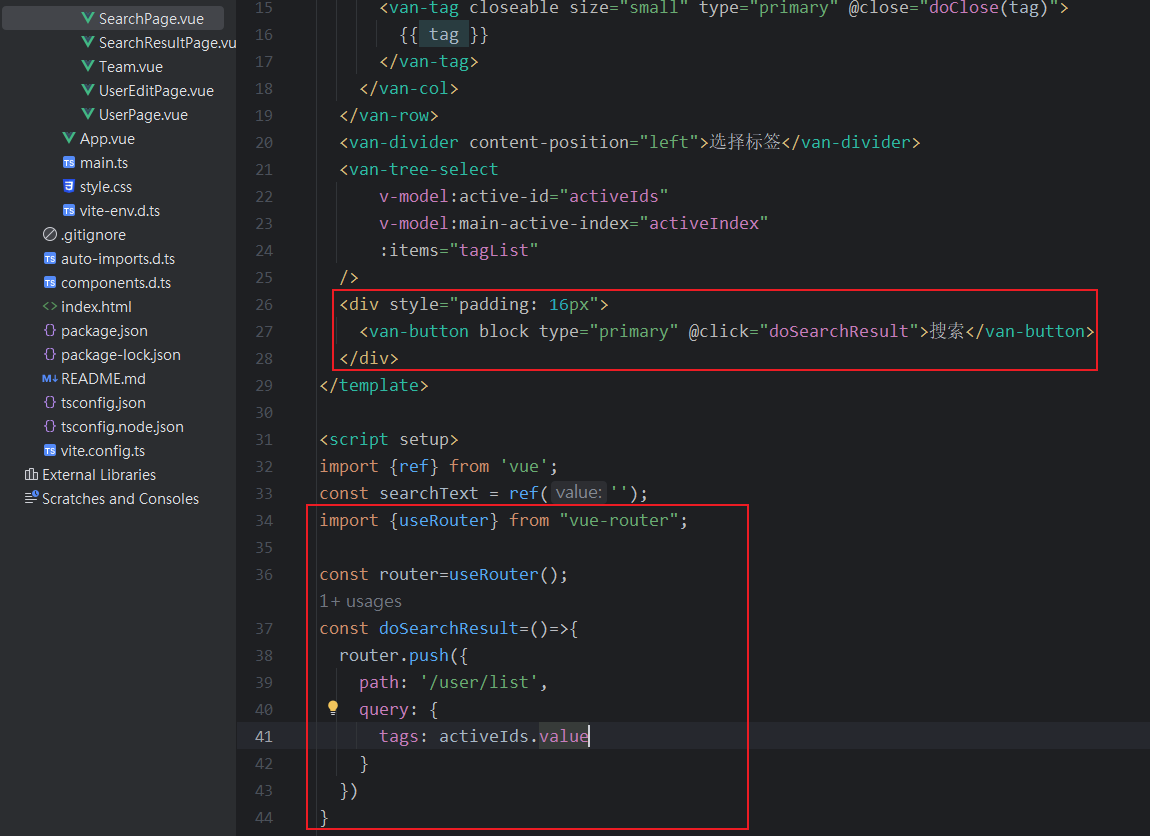 SearchPage.vue
SearchResultPage.vu
Team.vue
UserEditPage.vue
UserPage.vue
App.vue
main.ts
style.css
vite-env.d.ts
.gitignore
auto-imports.d.ts
components.d.ts
index.html
package.json
package-lock.json
README.md
tsconfig.json
tsconfig.node.json
vite.config.ts
External Libraries
Scratches and Consoles
15 <van-tag closeable size="small" type="primary" @close="doClose(tag)">
16 {{ tag }}
17 </van-tag>
18 </van-col>
19 </van-row>
20 <van-divider content-position="left">选择标签</van-divider>
21 <van-tree-select
22 v-model:active-id="activeIds"
23 v-model:main-active-index="activeIndex"
24 :items="tagList"
25 />
26 <div style="padding: 16px">
27 <van-button block type="primary" @click="doSearchResult">搜索</van-button>
28 </div>
29 </template>
30
31 <script setup>
32 import {ref} from 'vue';
33 const searchText = ref( value: '');
34 import {useRouter} from "vue-router";
35
36 const router=useRouter();
1+ usages
37 const doSearchResult=()=>{
38 router.push({
39 path: '/user/list',
40 query: {
41 tags: activeIds.value
42 }
43 })
44 }